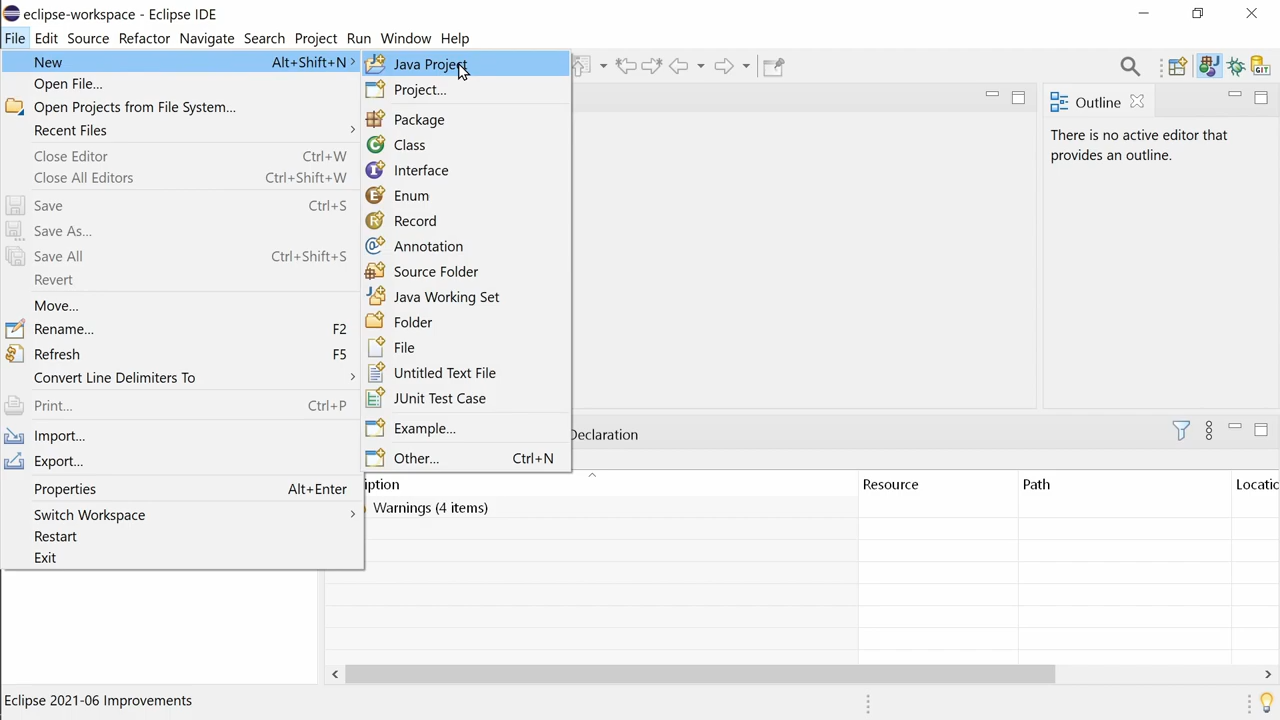 eclipse-workspace - Eclipse IDE
File Edit Source Refactor Navigate Search Project Run Window Help
New Alt+Shift+N
Open File...
Open Projects from File System...
Recent Files
Close Editor Ctrl+W
Close All Editors Ctrl+Shift+W
Save Ctrl+S
Save As...
Save All Ctrl+Shift+S
Revert
Move...
Rename... F2
Refresh F5
Convert Line Delimiters To
Print... Ctrl+P
Import...
Export...
Properties Alt+Enter
Switch Workspace
Restart
Exit
Java Project
Project...
Package
Class
Interface
Enum
Record
Annotation
Source Folder
Java Working Set
Folder
File
Untitled Text File
JUnit Test Case
Example...
Other... Ctrl+N
Outline
There is no active editor that
provides an outline.
Declaration
Resource Path
Warnings (4 items)
Eclipse 2021-06 Improvements